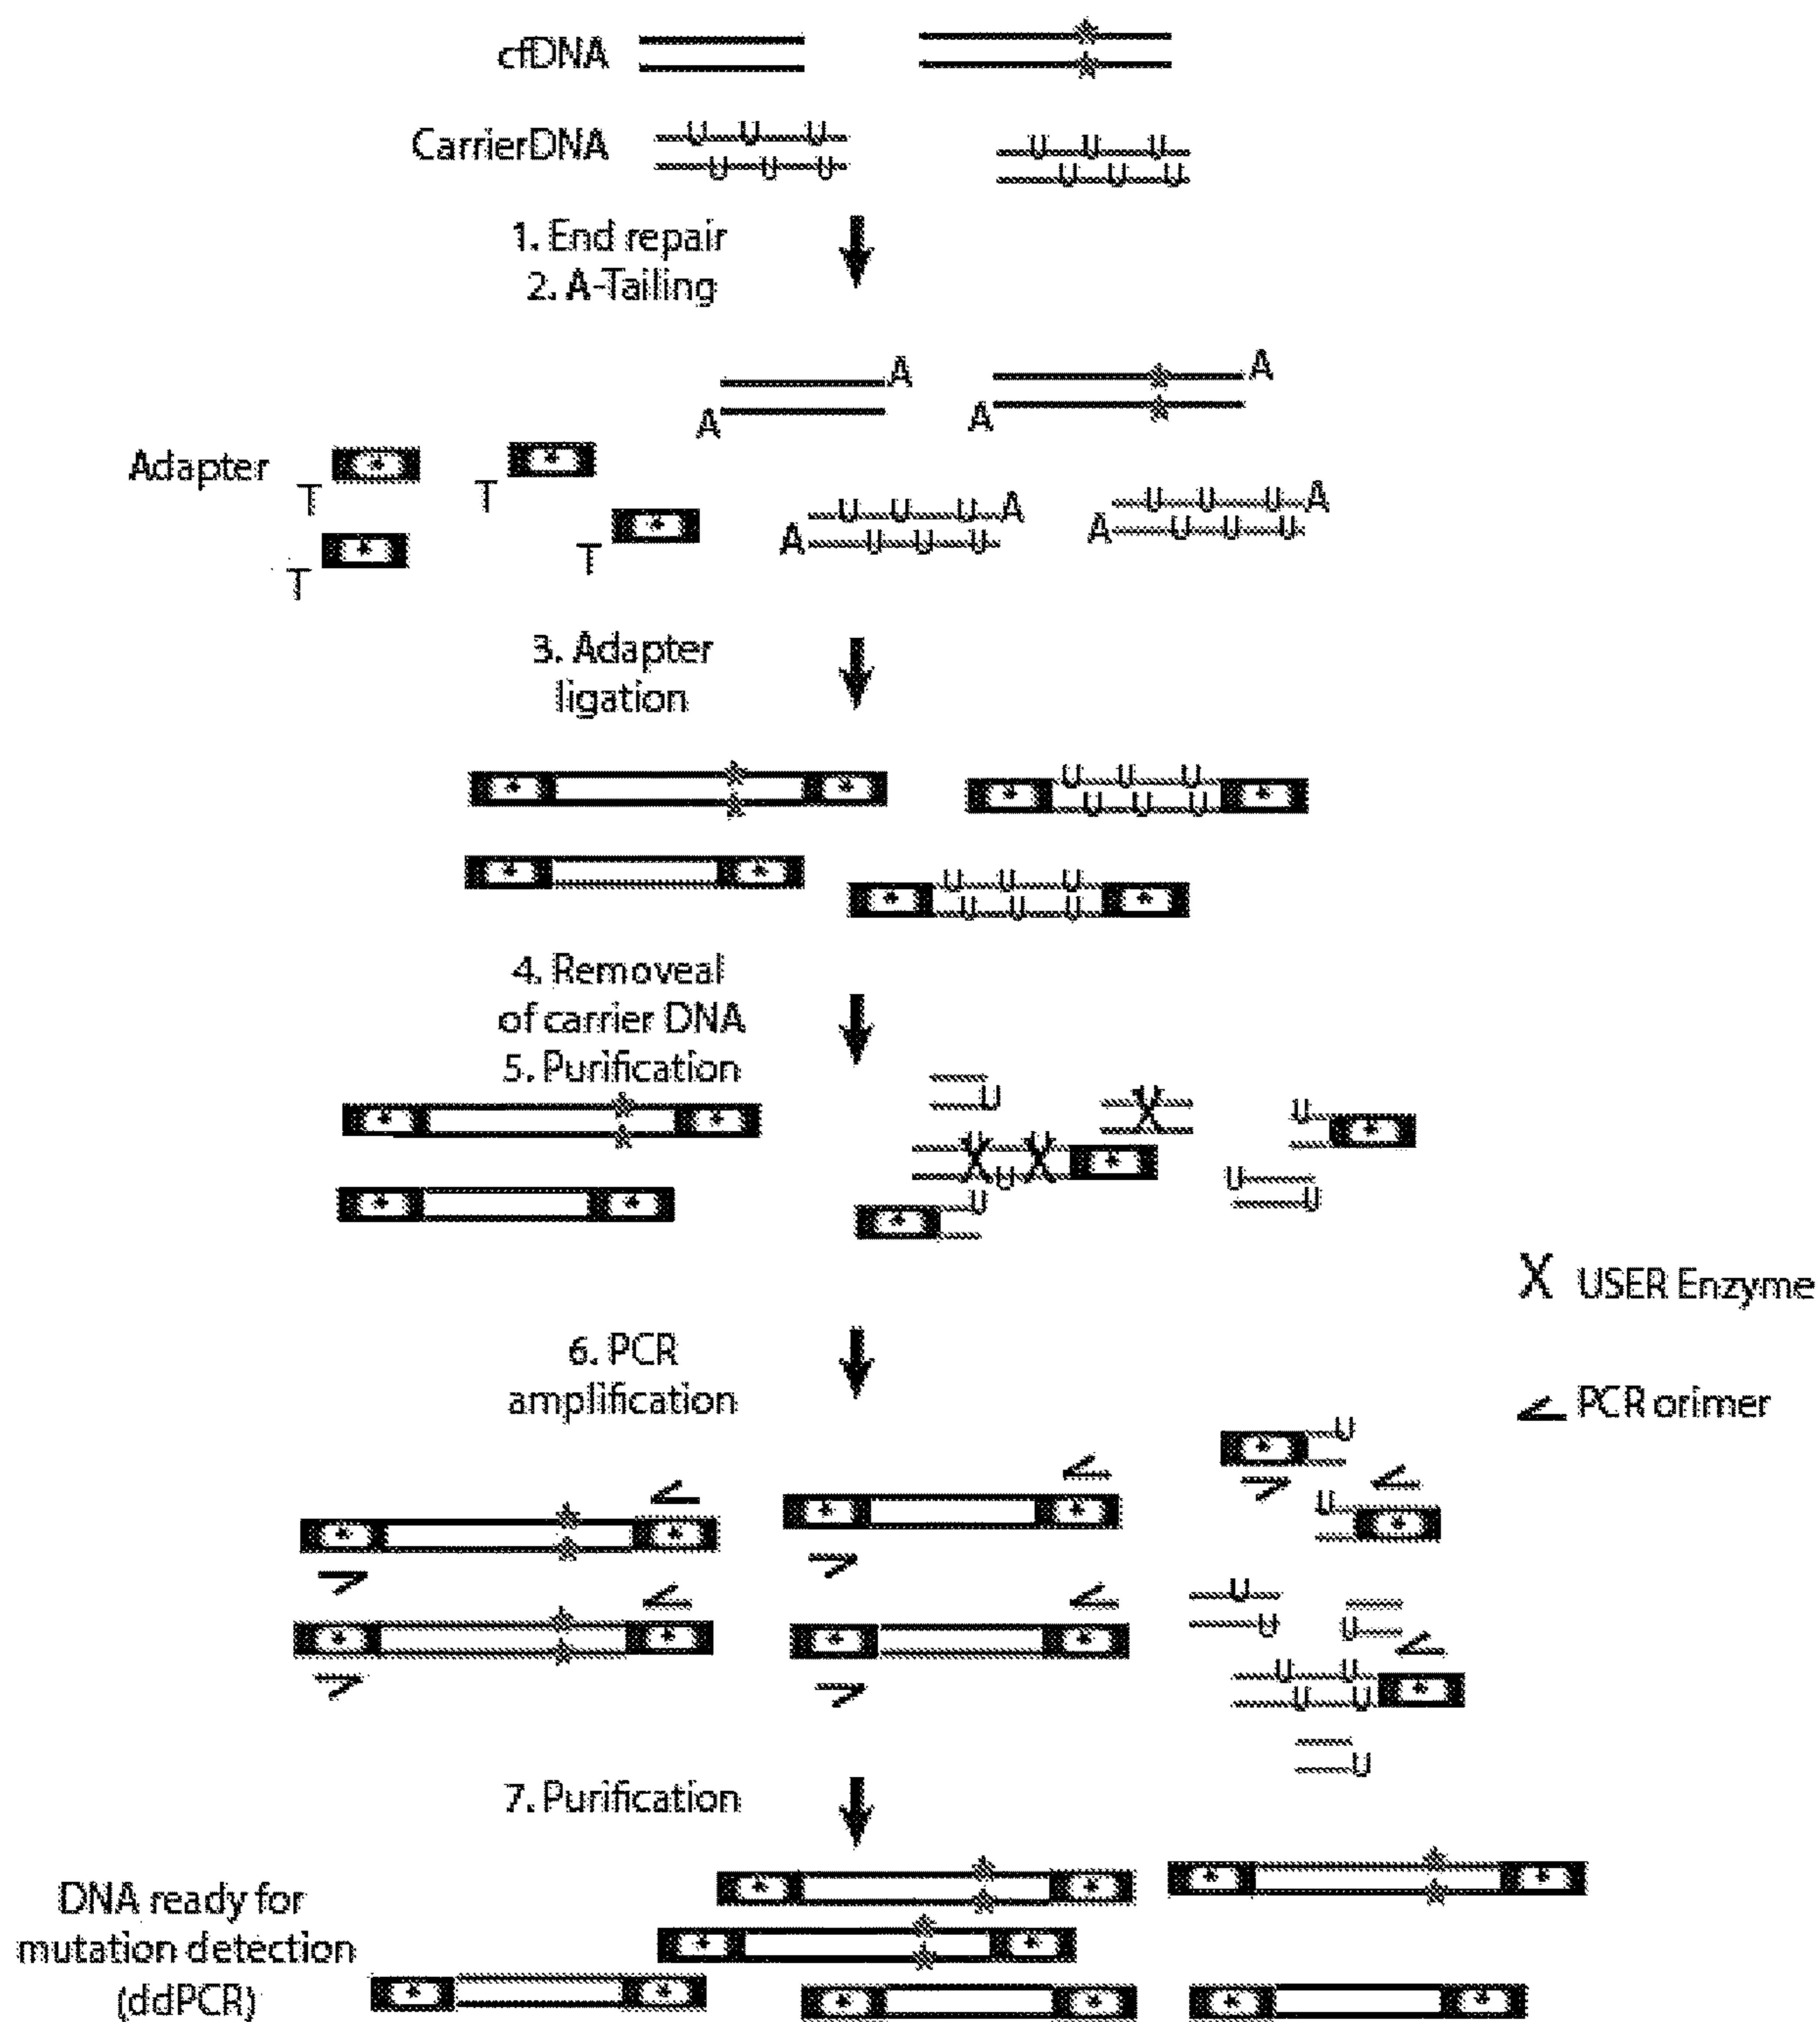 cfDNA
CarrierDNA
U U U
U U U
U U U
U U U
1. End repair
2. A-Tailing
A
A
A
A
Adapter
T
T
T
T
U U U A
A U U U
U U U A
A U U U
3. Adapter
ligation
U U U
U U U
U U U
U U U
4. Removeal
of carrier DNA
5. Purification
U
U
U
U U
U
U
U
U
X USER Enzyme
6. PCR
amplification
PCR orimer
U
U
U
U
U
U U
U U
U
7. Purification
DNA ready for
mutation detection
(ddPCR)